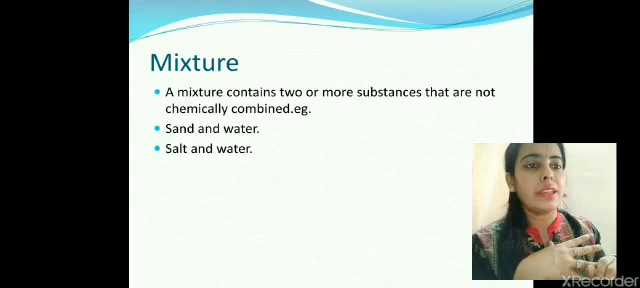 Mixture
A mixture contains two or more substances that are not
chemically combined.eg.
Sand and water.
Salt and water.
XRecorder